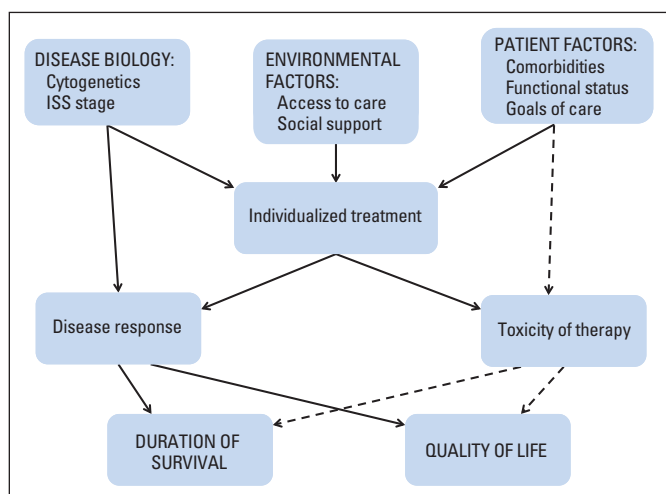 DISEASE BIOLOGY:
Cytogenetics
ISS stage
ENVIRONMENTAL
FACTORS:
Access to care
Social support
PATIENT FACTORS:
Comorbidities
Functional status
Goals of care
Individualized treatment
Disease response
Toxicity of therapy
DURATION OF
SURVIVAL
QUALITY OF LIFE